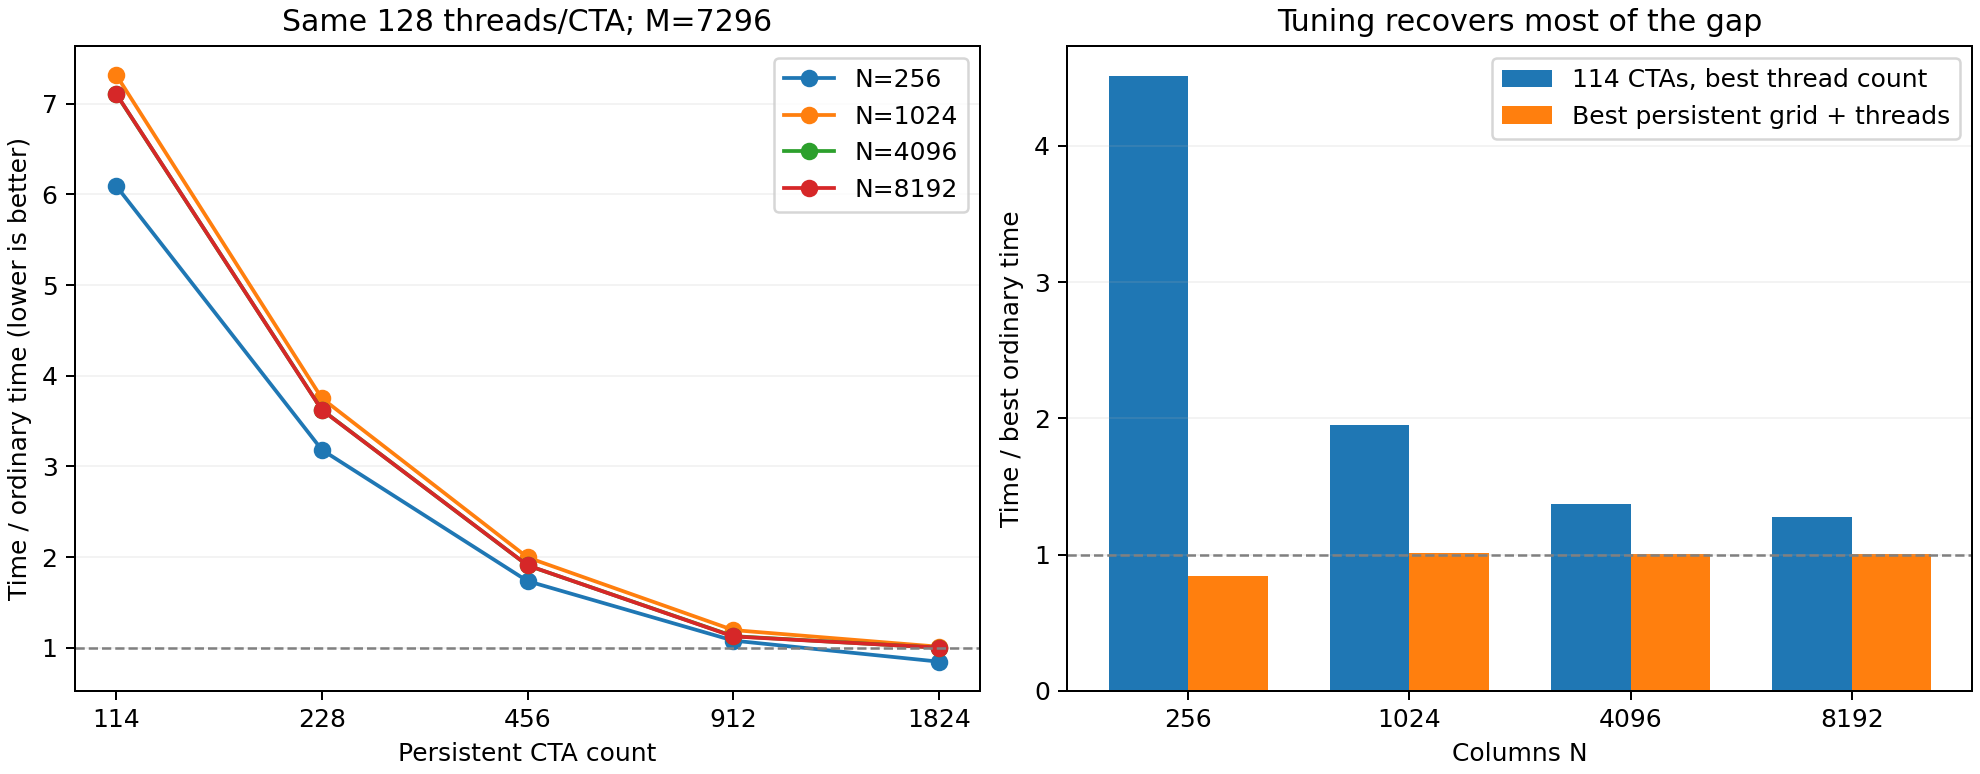 Same 128 threads/CTA; M=7296
Time / ordinary time (lower is better)
7
6
5
4
3
2
1
N=256
N=1024
N=4096
N=8192
114
228
456
912
1824
Persistent CTA count
Tuning recovers most of the gap
Time / best ordinary time
4
3
2
1
0
114 CTAs, best thread count
Best persistent grid + threads
256
1024
4096
8192
Columns N